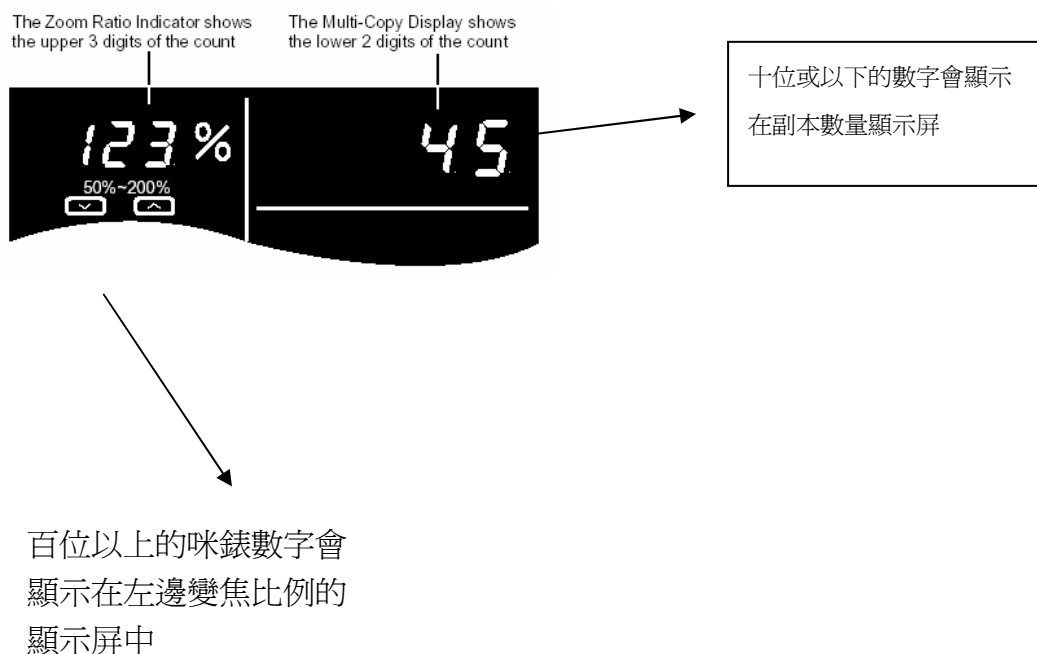 The Zoom Ratio Indicator shows
the upper 3 digits of the count
The Multi-Copy Display shows
the lower 2 digits of the count
123 %
45
50%~200%
十位或以下的數字會顯示
在副本數量顯示屏
百位以上的咪錶數字會
顯示在左邊變焦比例的
顯示屏中